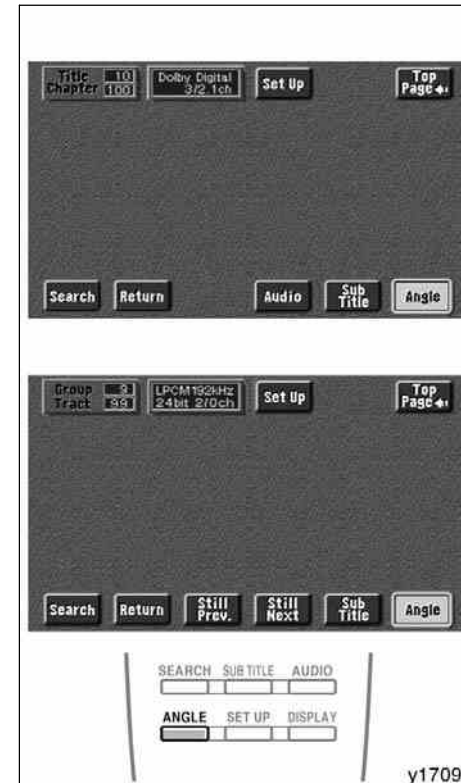 Title 10
Chapter 100
Dolby Digital
3/2.1ch
Set Up
Top
Page
Search
Return
Audio
Sub
Title
Angle
Group 9
Tract 99
LPCM192kHz
24bit 2/0ch
Set Up
Top
Page
Search
Return
Still
Prev.
Still
Next
Sub
Title
Angle
SEARCH SUB TITLE AUDIO
ANGLE SET UP DISPLAY
y1709